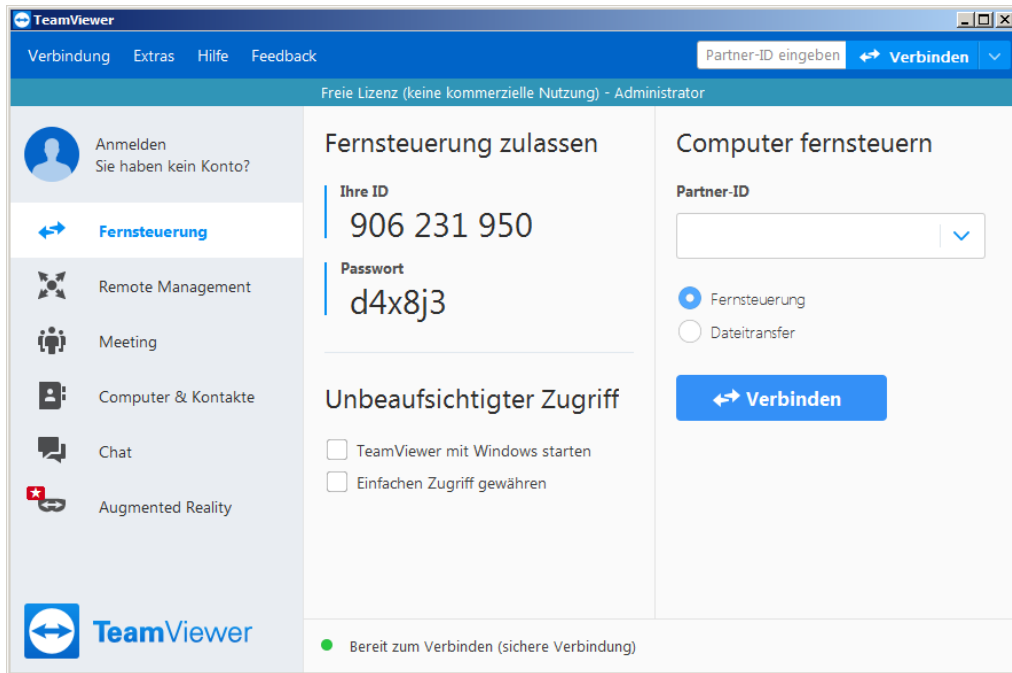 TeamViewer
Verbindung Extras Hilfe Feedback
Partner-ID eingeben Verbinden
Freie Lizenz (keine kommerzielle Nutzung) - Administrator
Anmelden
Sie haben kein Konto?
Fernsteuerung
Remote Management
Meeting
Computer & Kontakte
Chat
Augmented Reality
TeamViewer
Fernsteuerung zulassen
Ihre ID
906 231 950
Passwort
d4x8j3
Unbeaufsichtigter Zugriff
TeamViewer mit Windows starten
Einfachen Zugriff gewähren
Computer fernsteuern
Partner-ID
Fernsteuerung
Dateitransfer
Verbinden
Bereit zum Verbinden (sichere Verbindung)